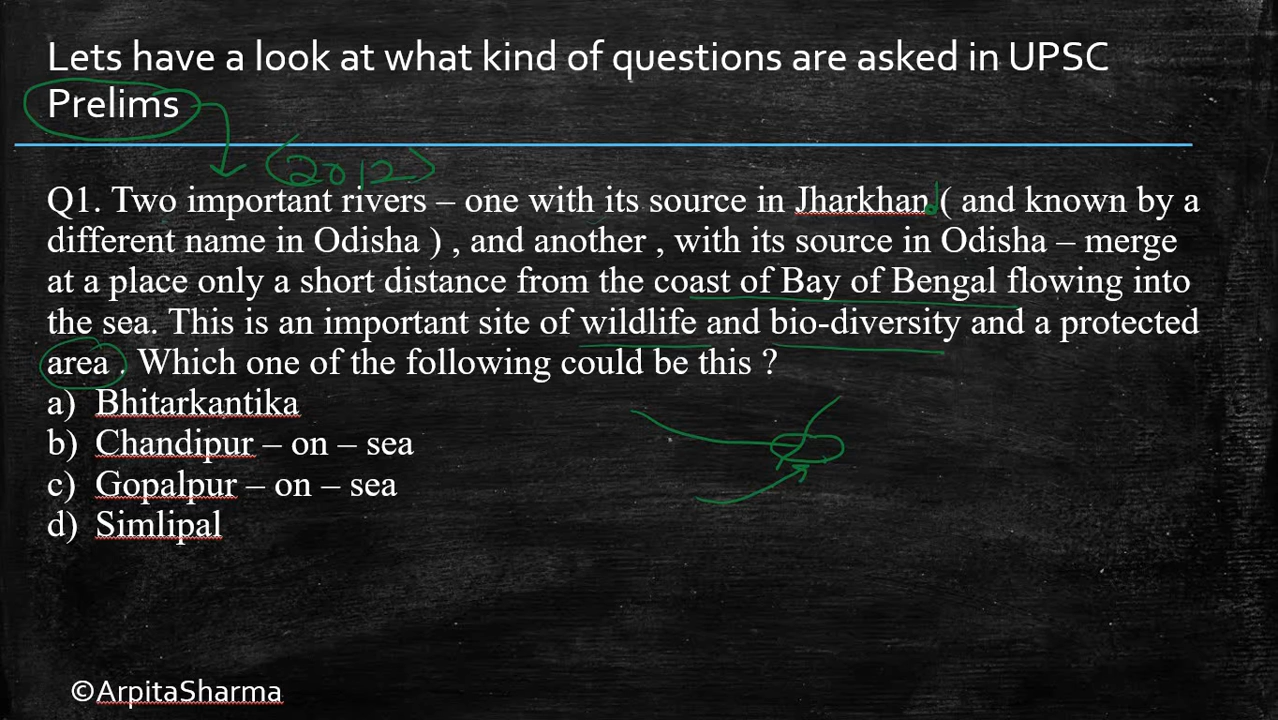 Lets have a look at what kind of questions are asked in UPSC
Prelims
(2012)
Q1. Two important rivers – one with its source in Jharkhand ( and known by a
different name in Odisha ) , and another , with its source in Odisha – merge
at a place only a short distance from the coast of Bay of Bengal flowing into
the sea. This is an important site of wildlife and bio-diversity and a protected
area . Which one of the following could be this ?
a) Bhitarkantika
b) Chandipur – on – sea
c) Gopalpur – on – sea
d) Simlipal
©ArpitaSharma